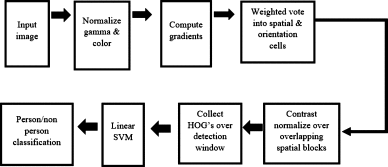 Input
image
Normalize
gamma &
color
Compute
gradients
Weighted vote
into spatial &
orientation
cells
Person/non
person
classification
Linear
SVM
Collect
HOG's over
detection
window
Contrast
normalize over
overlapping
spatial blocks